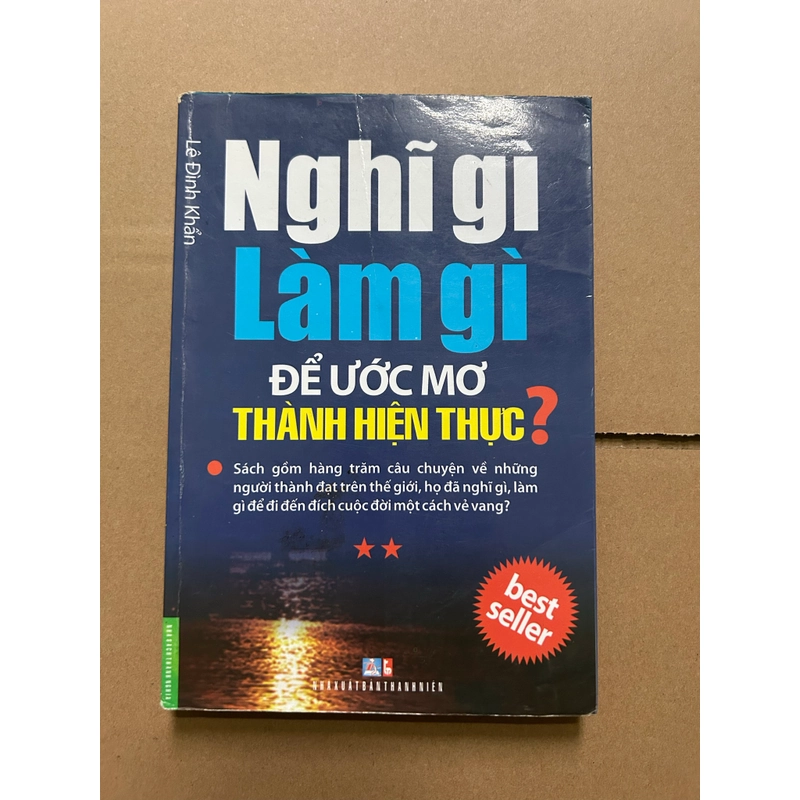 Lê Đình Khẩn
Nghĩ gì
Làm gì
ĐỂ ƯỚC MƠ
THÀNH HIỆN THỰC?
Sách gồm hàng trăm câu chuyện về những
người thành đạt trên thế giới, họ đã nghĩ gì, làm
gì để đi đến đích cuộc đời một cách vẻ vang?
best
seller
NHÀ XUẤT BẢN THANH NIÊN